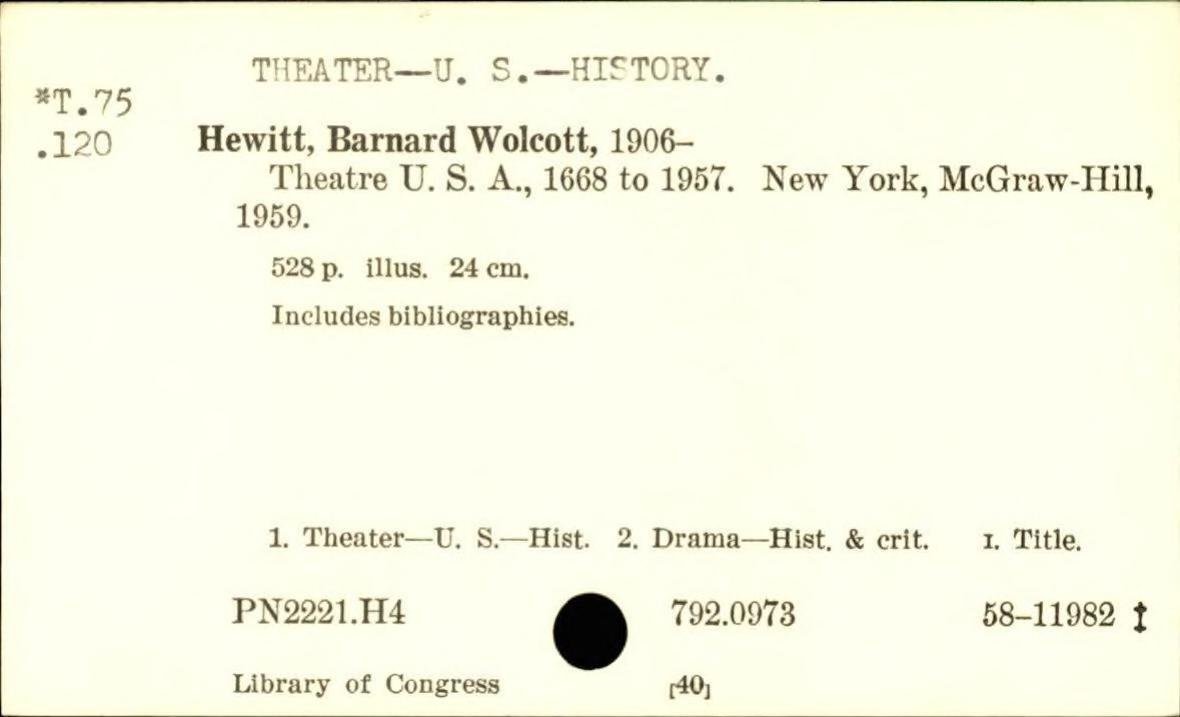 THEATER—U. S.—HISTORY.
*T.75
.120
Hewitt, Barnard Wolcott, 1906–
Theatre U. S. A., 1668 to 1957. New York, McGraw-Hill,
1959.
528 p. illus. 24 cm.
Includes bibliographies.
1. Theater—U. S.—Hist. 2. Drama—Hist. & crit. I. Title.
PN2221.H4 792.0973 58–11982 ‡
Library of Congress [40]